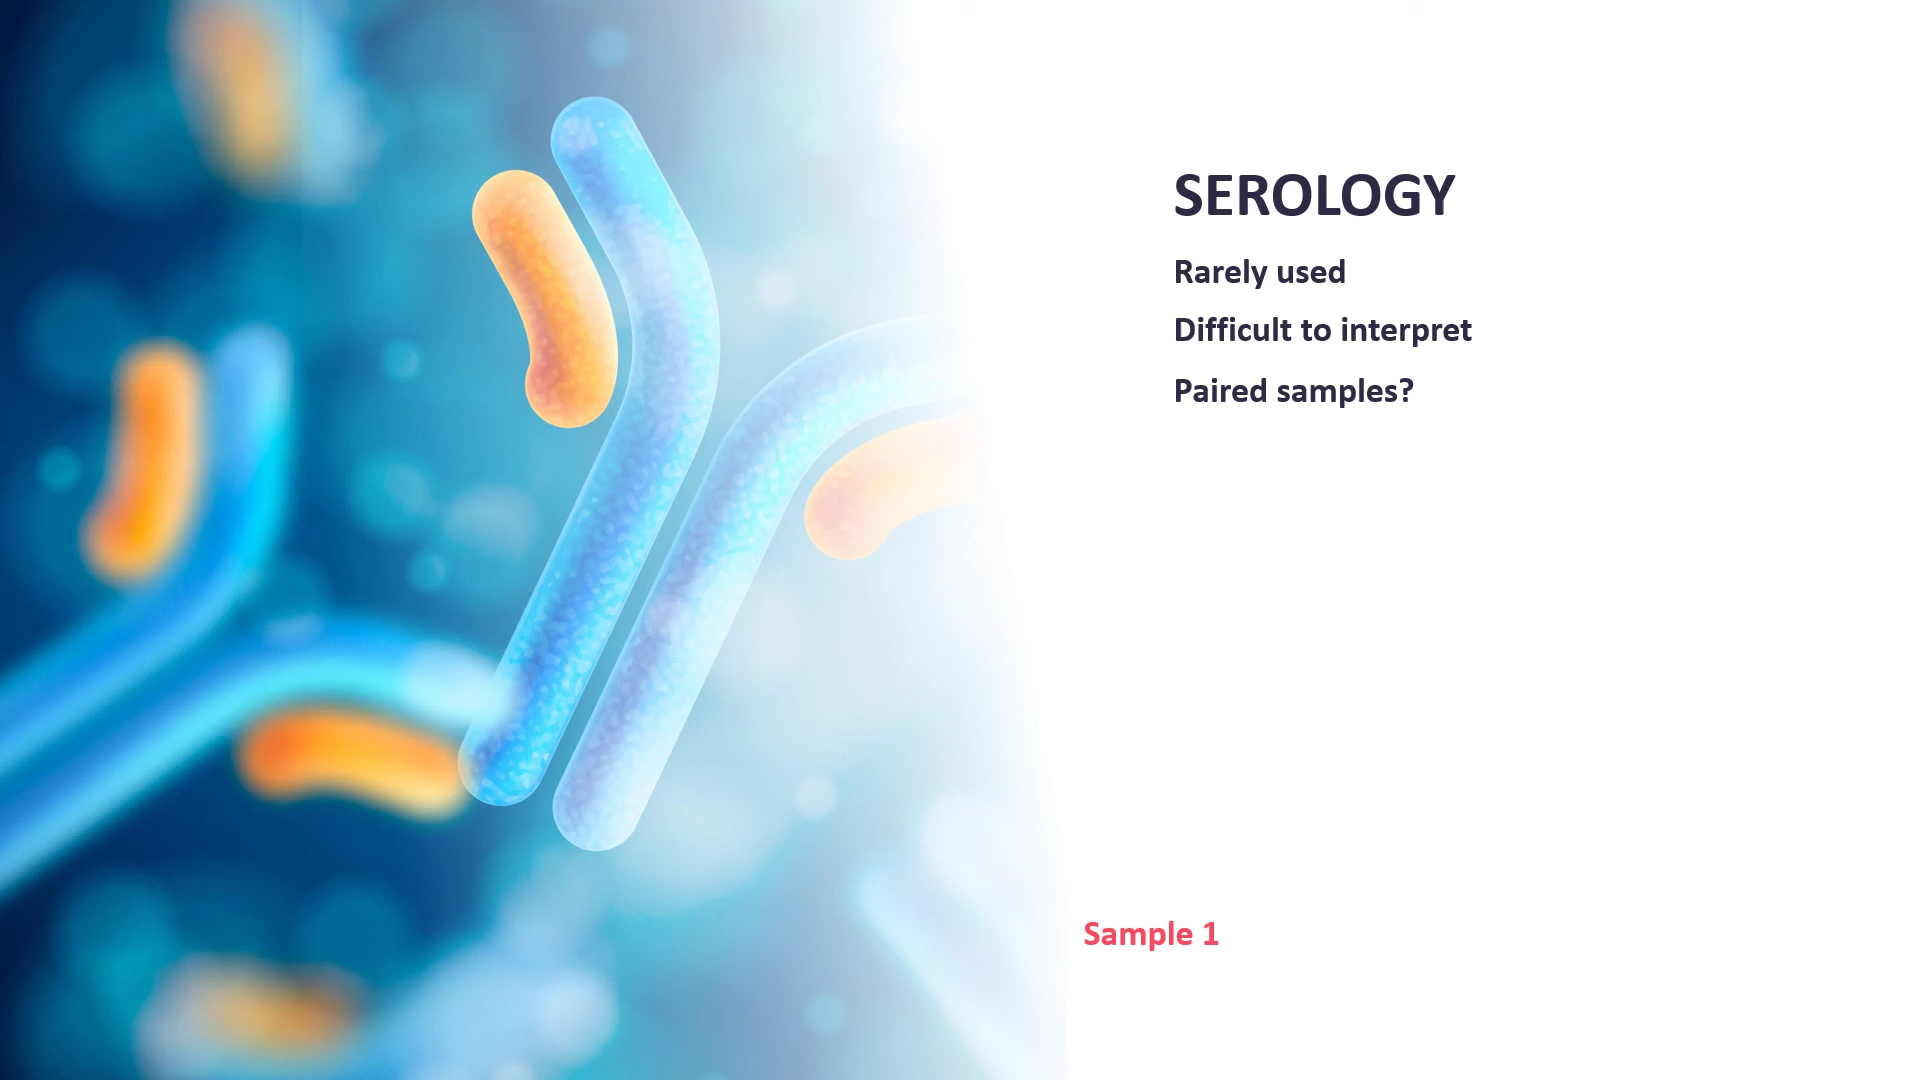 SEROLOGY
Rarely used
Difficult to interpret
Paired samples?
Sample 1